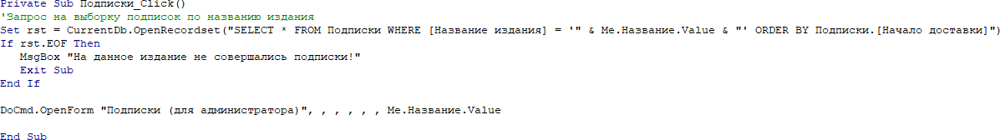 Private Sub Подписки_Click()
'Запрос на выборку подписок по названию издания
Set rst = CurrentDb.OpenRecordset("SELECT * FROM Подписки WHERE [Название издания] = '" & Me.Название.Value & "' ORDER BY Подписки.[Начало доставки]")
If rst.EOF Then
   MsgBox "На данное издание не совершались подписки!"
   Exit Sub
End If
DoCmd.OpenForm "Подписки (для администратора)", , , , , , Me.Название.Value
End Sub